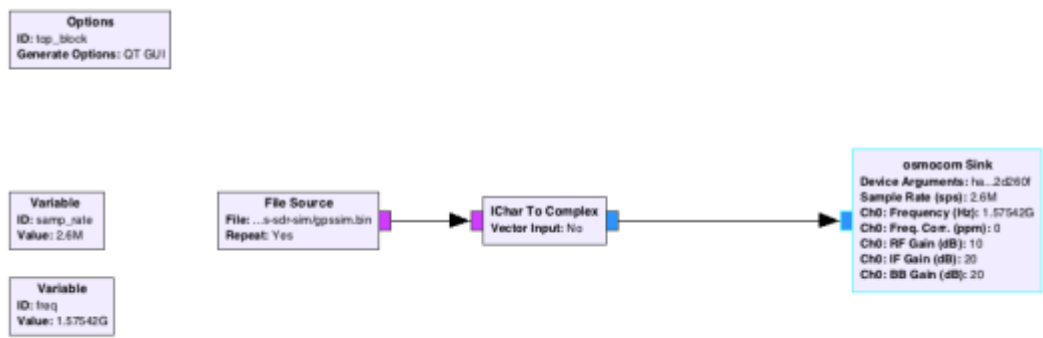 Options
ID: top_block
Generate Options: QT GUI
Variable
ID: samp_rate
Value: 2.6M
Variable
ID: freq
Value: 1.57542G
File Source
File: ...s-sdr-sim/gpssim.bin
Repeat: Yes
IChar To Complex
Vector Input: No
osmocom Sink
Device Arguments: ha...2d260f
Sample Rate (sps): 2.6M
Ch0: Frequency (Hz): 1.57542G
Ch0: Freq. Corr. (ppm): 0
Ch0: RF Gain (dB): 10
Ch0: IF Gain (dB): 20
Ch0: BB Gain (dB): 20